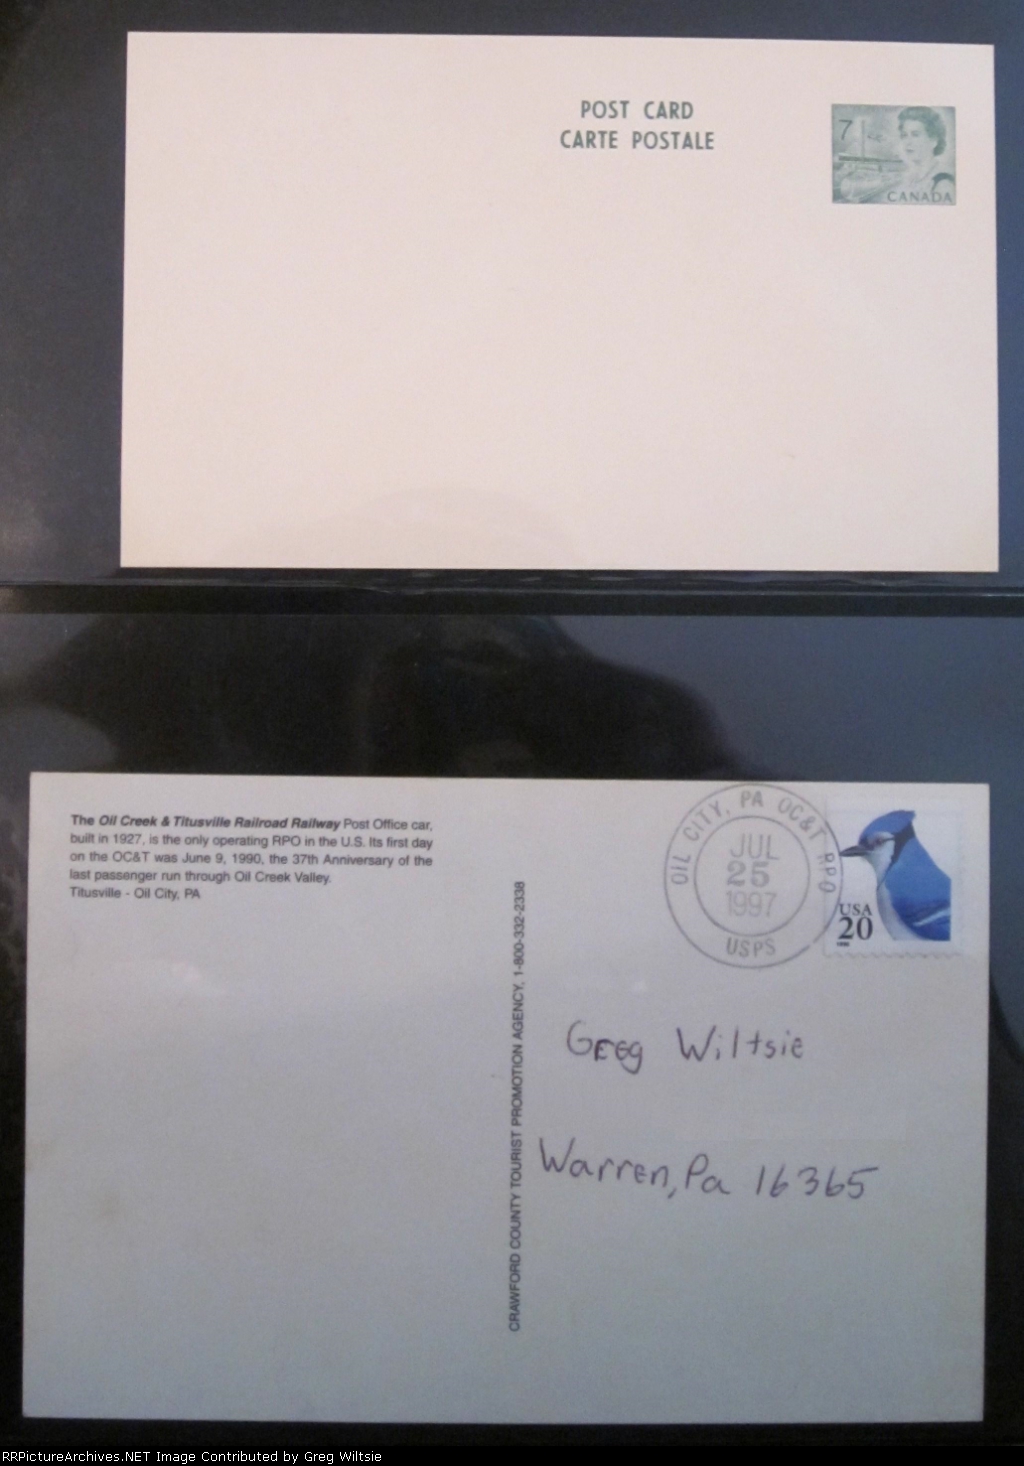 POST CARD
CARTE POSTALE
7
CANADA
The Oil Creek & Titusville Railroad Railway Post Office car,
built in 1927, is the only operating RPO in the U.S. Its first day
on the OC&T was June 9, 1990, the 37th Anniversary of the
last passenger run through Oil Creek Valley.
Titusville - Oil City, PA
CRAWFORD COUNTY TOURIST PROMOTION AGENCY, 1-800-332-2338
OIL CITY, PA OC&T RPO
JUL
25
1997
USPS
USA
20
Greg Wiltsie
Warren, Pa 16365
RRPictureArchives.NET Image Contributed by Greg Wiltsie